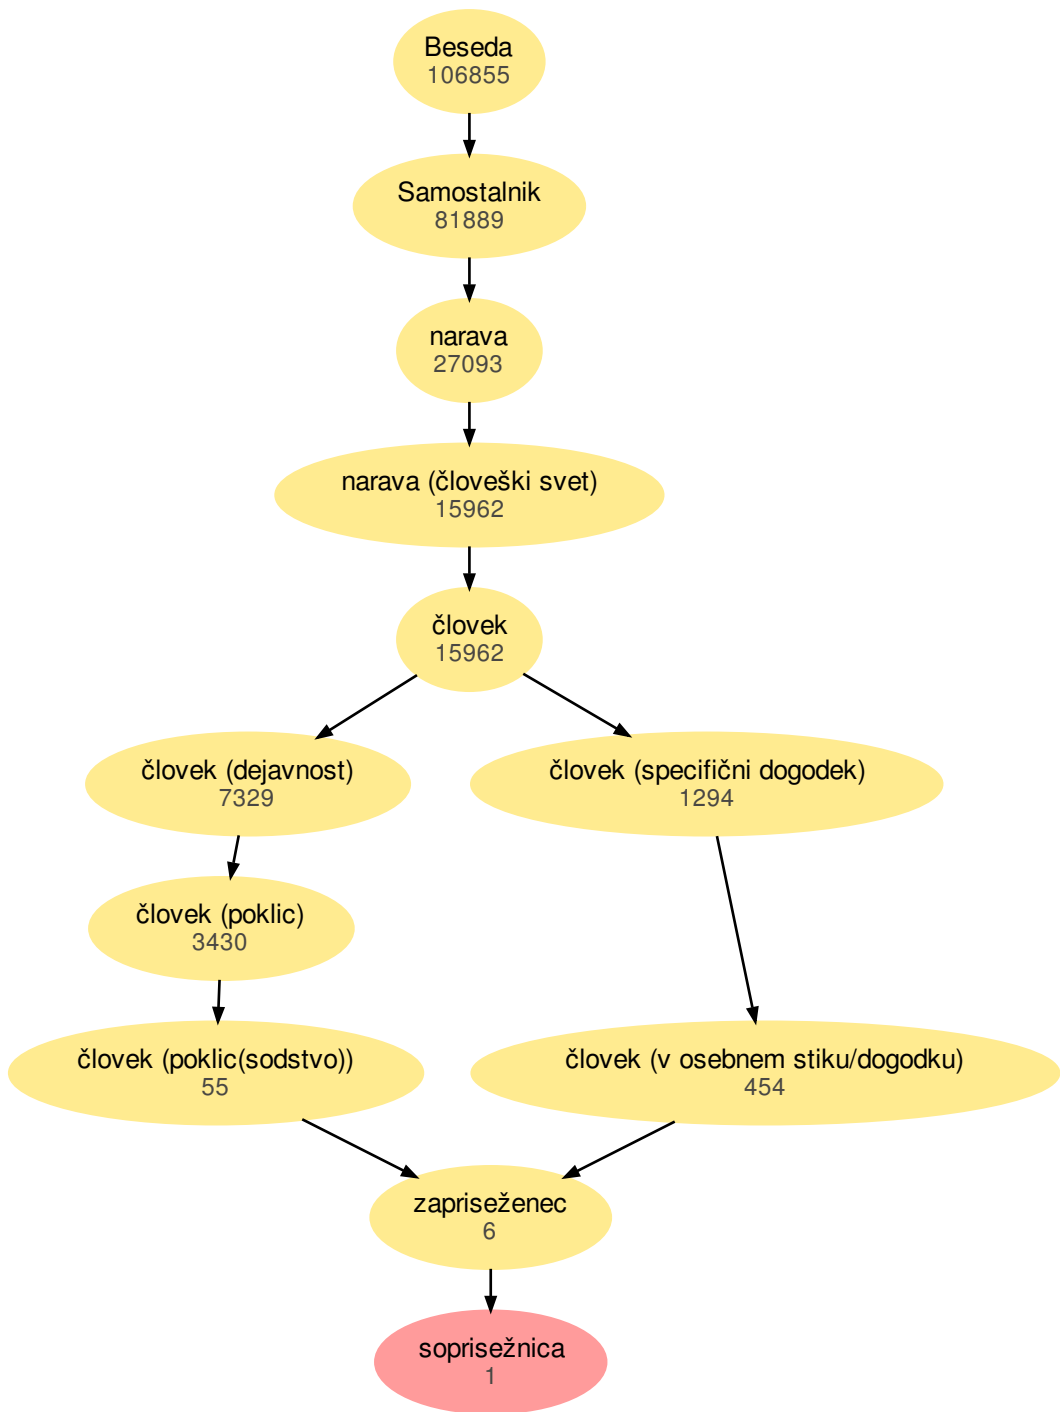 Beseda
106855
Samostalnik
81889
narava
27093
narava (človeški svet)
15962
človek
15962
človek (dejavnost)
7329
človek (specifični dogodek)
1294
človek (poklic)
3430
človek (poklic(sodstvo))
55
človek (v osebnem stiku/dogodku)
454
zapriseženec
6
soprisežnica
1